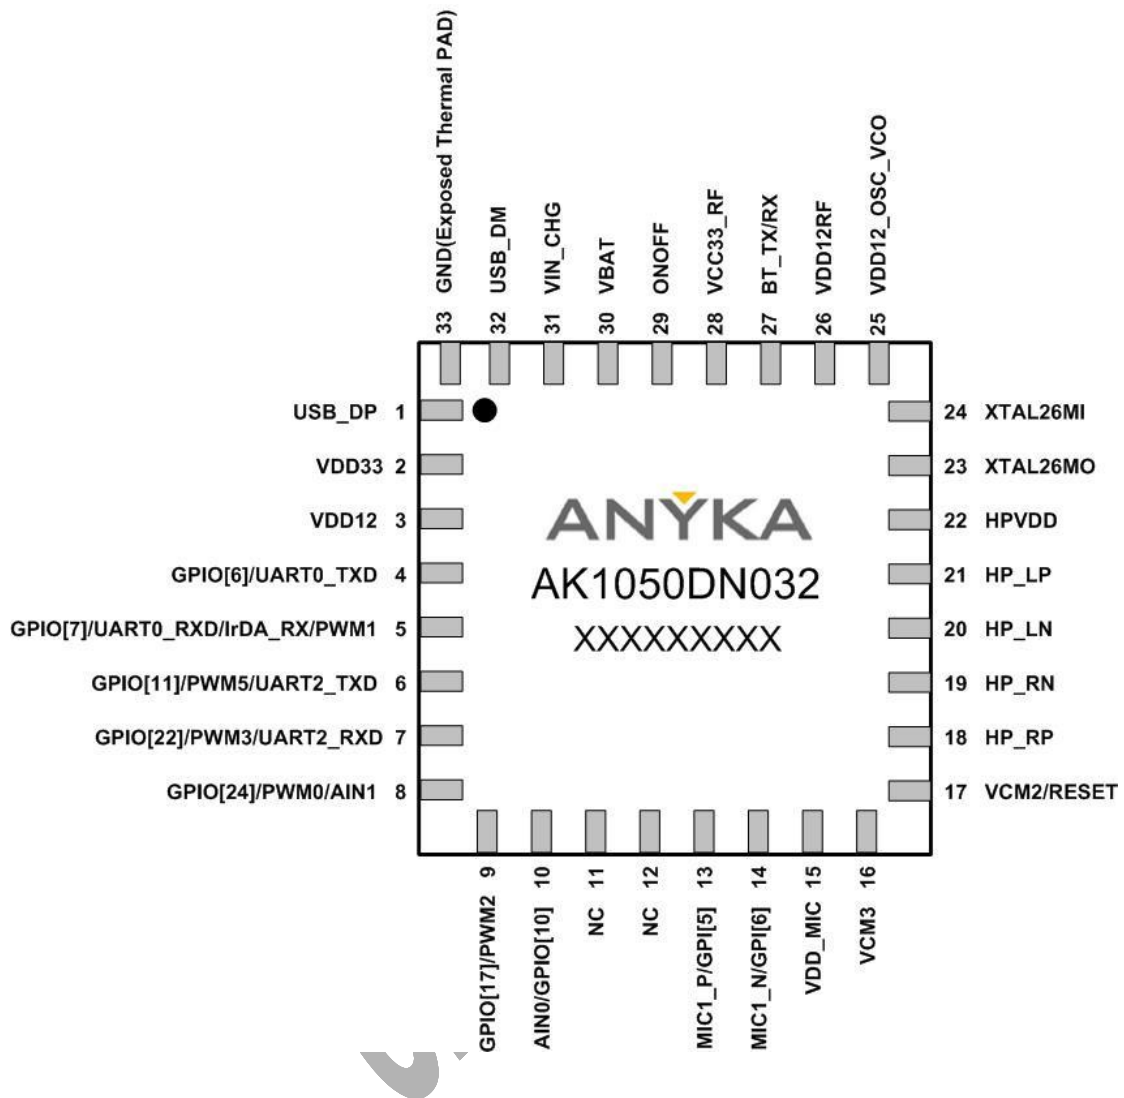 33 GND(Exposed Thermal PAD)
32 USB_DM
31 VIN_CHG
30 VBAT
29 ONOFF
28 VCC33_RF
27 BT_TX/RX
26 VDD12RF
25 VDD12_OSC_VCO
USB_DP 1
VDD33 2
VDD12 3
GPIO[6]/UART0_TXD 4
GPIO[7]/UART0_RXD/IrDA_RX/PWM1 5
GPIO[11]/PWM5/UART2_TXD 6
GPIO[22]/PWM3/UART2_RXD 7
GPIO[24]/PWM0/AIN1 8
ANYKA
AK1050DN032
XXXXXXXXX
24 XTAL26MI
23 XTAL26MO
22 HPVDD
21 HP_LP
20 HP_LN
19 HP_RN
18 HP_RP
17 VCM2/RESET
GPIO[17]/PWM2 9
AIN0/GPIO[10] 10
NC 11
NC 12
MIC1_P/GPI[5] 13
MIC1_N/GPI[6] 14
VDD_MIC 15
VCM3 16